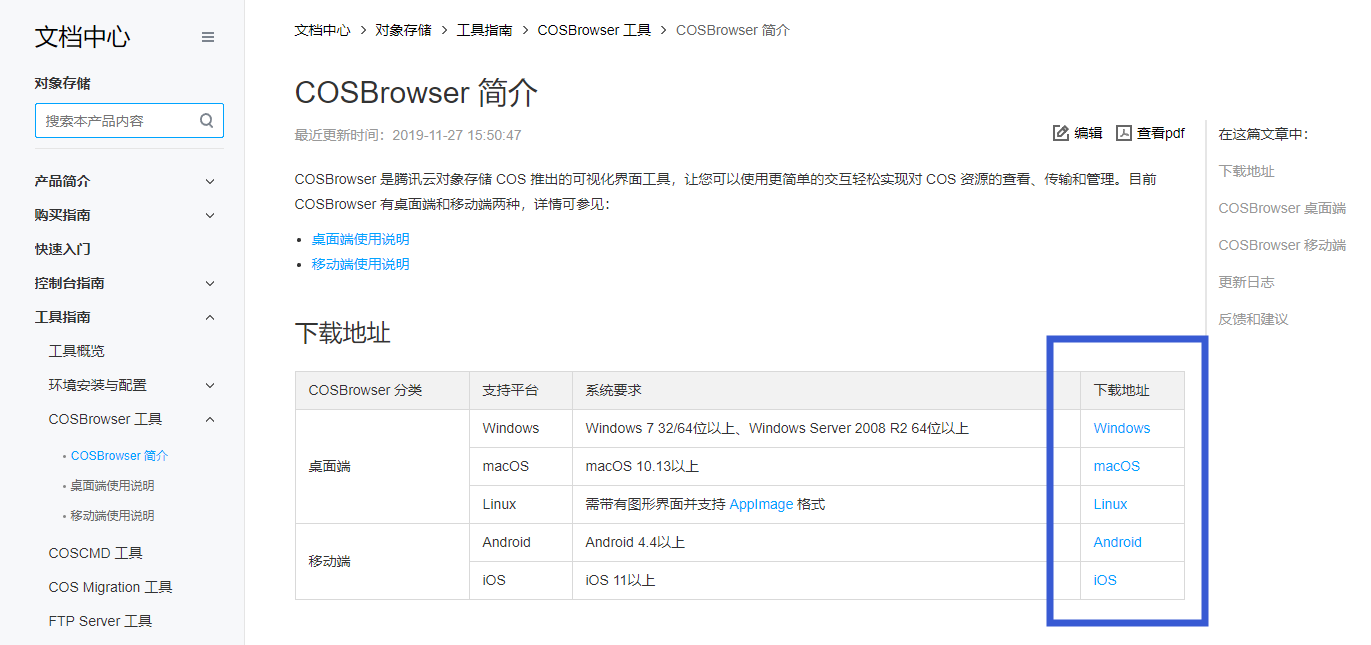 文档中心
对象存储
搜索本产品内容
产品简介
购买指南
快速入门
控制台指南
工具指南
工具概览
环境安装与配置
COSBrowser 工具
• COSBrowser 简介
• 桌面端使用说明
• 移动端使用说明
COSCMD 工具
COS Migration 工具
FTP Server 工具
文档中心 > 对象存储 > 工具指南 > COSBrowser 工具 > COSBrowser 简介
COSBrowser 简介
最近更新时间：2019-11-27 15:50:47
编辑 查看pdf
COSBrowser 是腾讯云对象存储 COS 推出的可视化界面工具，让您可以使用更简单的交互轻松实现对 COS 资源的查看、传输和管理。目前
COSBrowser 有桌面端和移动端两种，详情可参见：
• 桌面端使用说明
• 移动端使用说明
下载地址
COSBrowser 分类 支持平台 系统要求 下载地址
桌面端
Windows Windows 7 32/64位以上、Windows Server 2008 R2 64位以上 Windows
macOS macOS 10.13以上 macOS
Linux 需带有图形界面并支持 AppImage 格式 Linux
移动端
Android Android 4.4以上 Android
iOS iOS 11以上 iOS
在这篇文章中：
下载地址
COSBrowser 桌面端
COSBrowser 移动端
更新日志
反馈和建议